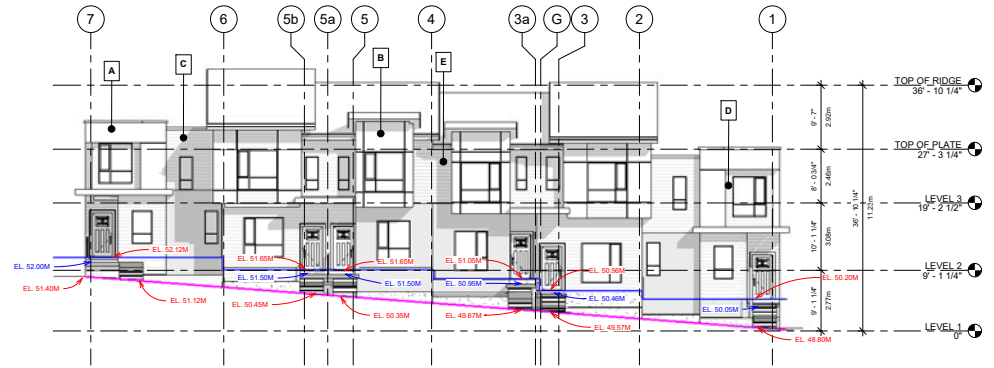 7
6
5b
5a
5
4
3a
G
3
2
1
A
C
B
E
D
TOP OF RIDGE
36' - 10 1/4"
TOP OF PLATE
27' - 3 1/4"
LEVEL 3
19' - 2 1/2"
LEVEL 2
9' - 1 1/4"
LEVEL 1
0"
9' - 7"
2.92m
8' - 0 3/4"
2.46m
10' - 1 1/4"
3.08m
9' - 1 1/4"
2.77m
36' - 10 1/4"
11.23m
EL. 52.12M
EL. 52.00M
EL. 51.40M
EL. 51.12M
EL. 51.65M
EL. 51.65M
EL. 51.50M
EL. 51.50M
EL. 50.45M
EL. 50.35M
EL. 51.05M
EL. 50.95M
EL. 50.56M
EL. 50.46M
EL. 49.67M
EL. 49.57M
EL. 50.20M
EL. 50.05M
EL. 48.80M